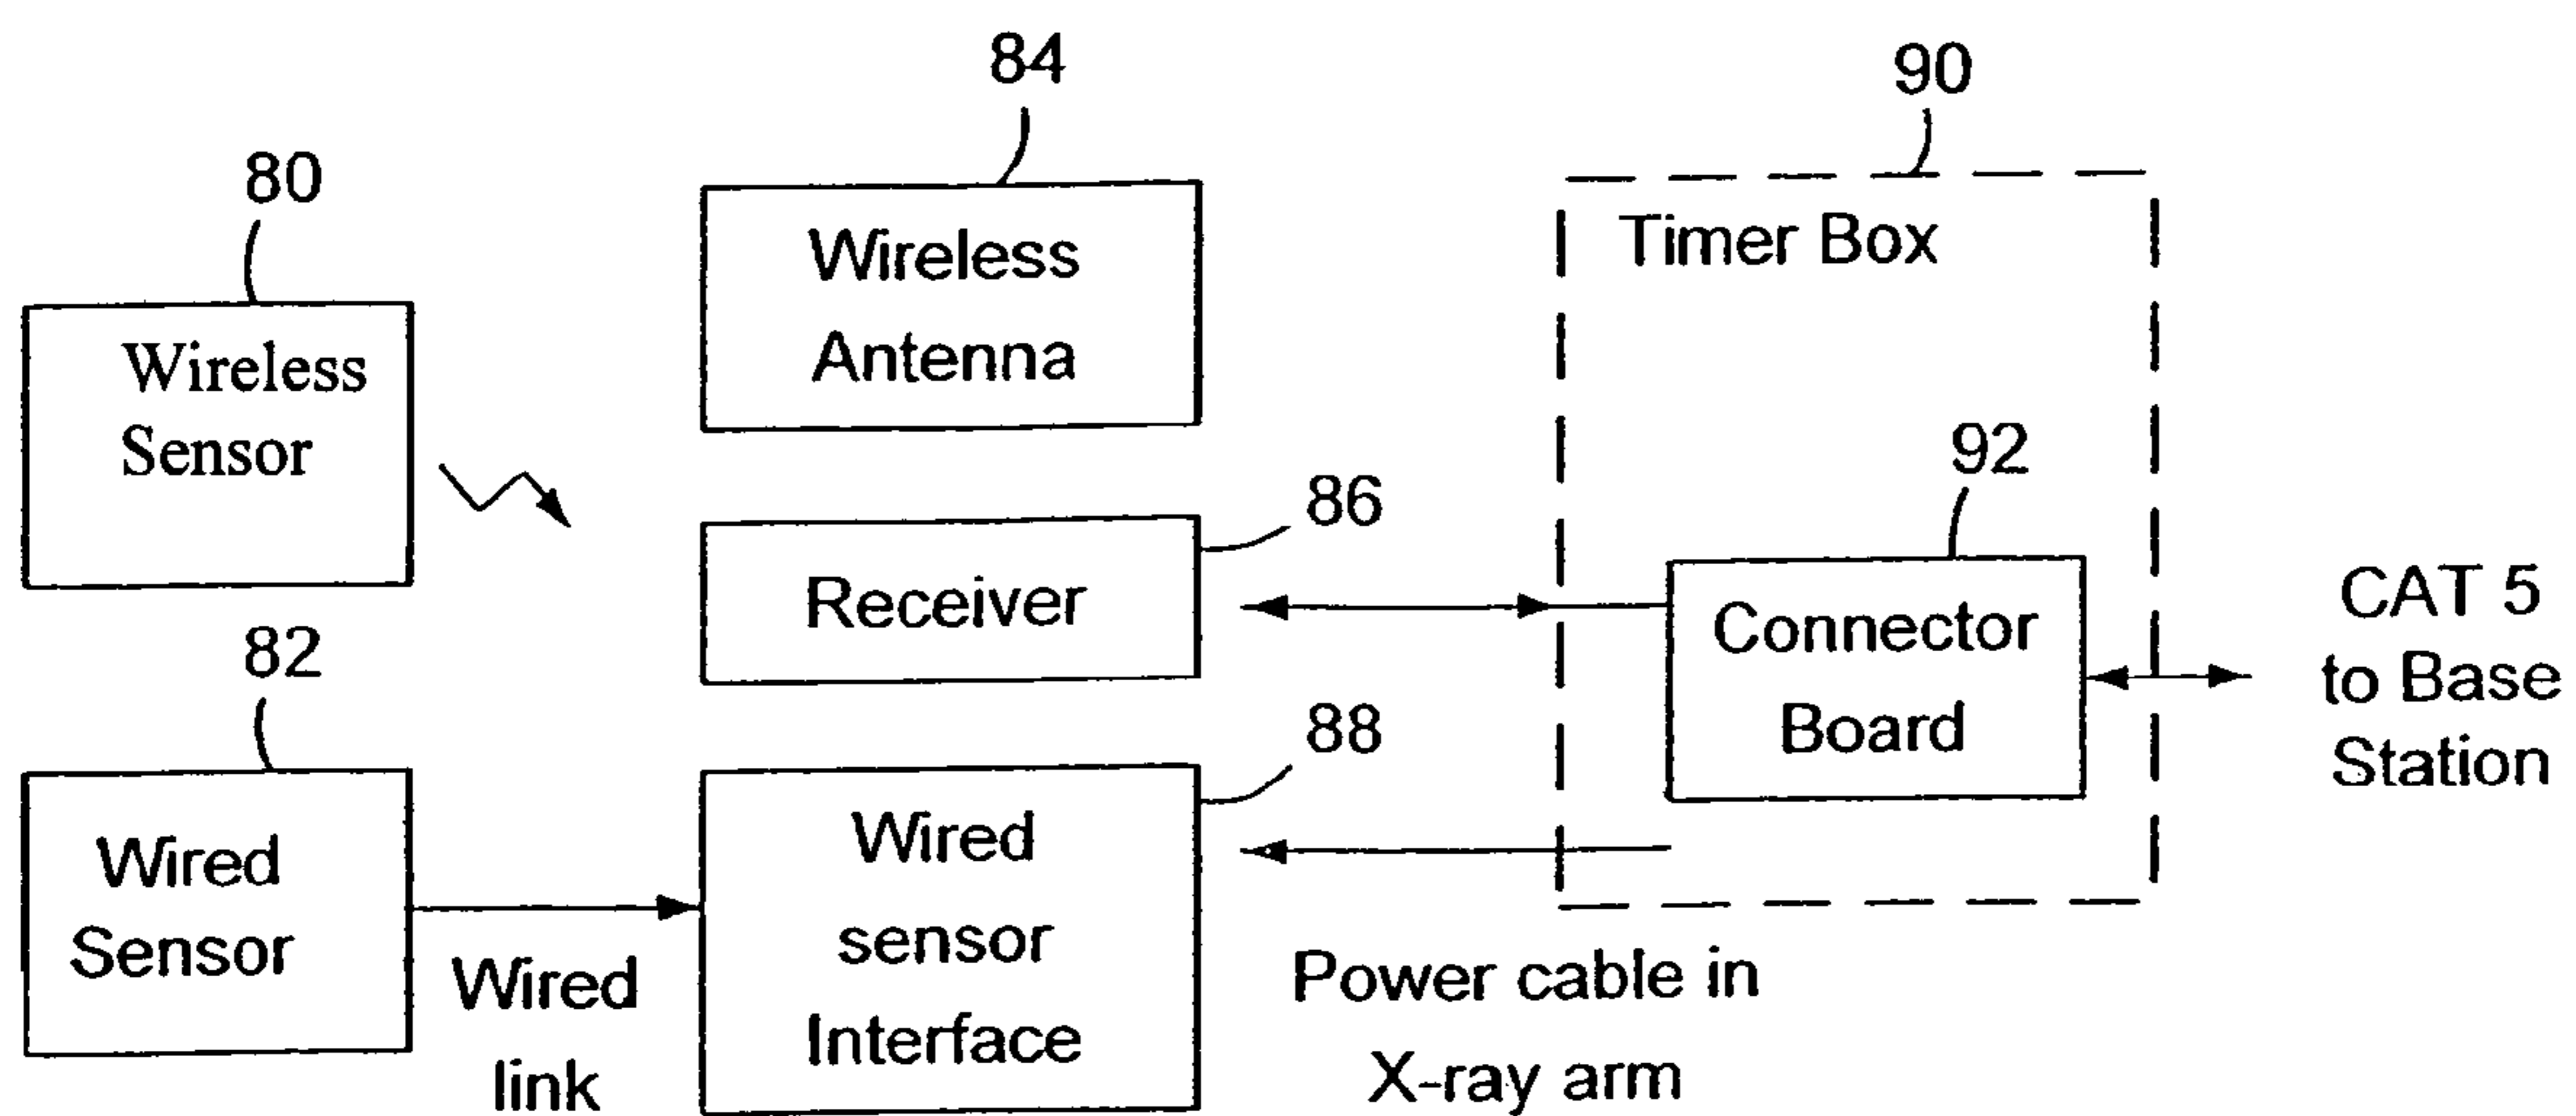 84
90
80
Wireless
Antenna
Timer Box
Wireless
Sensor
92
86
Receiver
Connector
Board
CAT 5
to Base
Station
82
88
Wired
Sensor
Wired
link
Wired
sensor
Interface
Power cable in
X-ray arm